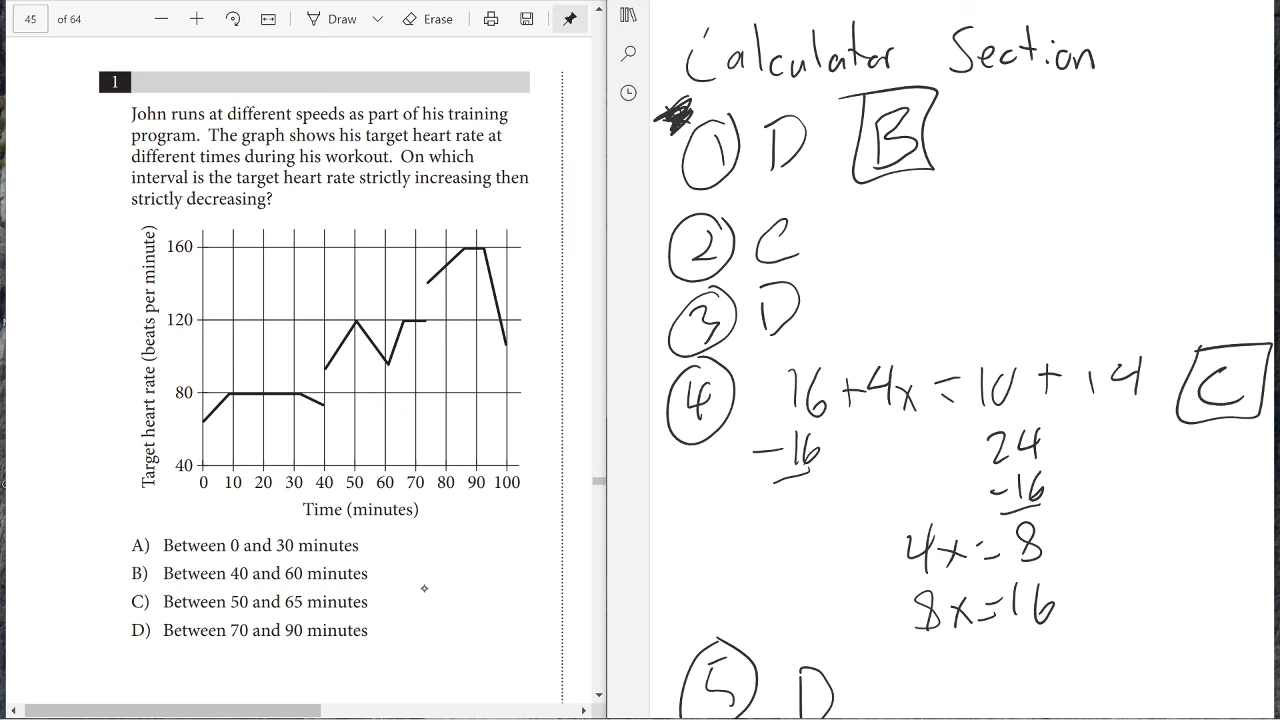 45 of 64 Draw Erase
1
John runs at different speeds as part of his training
program. The graph shows his target heart rate at
different times during his workout. On which
interval is the target heart rate strictly increasing then
strictly decreasing?
Target heart rate (beats per minute)
160
120
80
40
0 10 20 30 40 50 60 70 80 90 100
Time (minutes)
A) Between 0 and 30 minutes
B) Between 40 and 60 minutes
C) Between 50 and 65 minutes
D) Between 70 and 90 minutes
Calculator Section
1 D B
2 C
3 D
4 16+4x=10+14 C
-16 24
-16
4x=8
8x=16
5 D